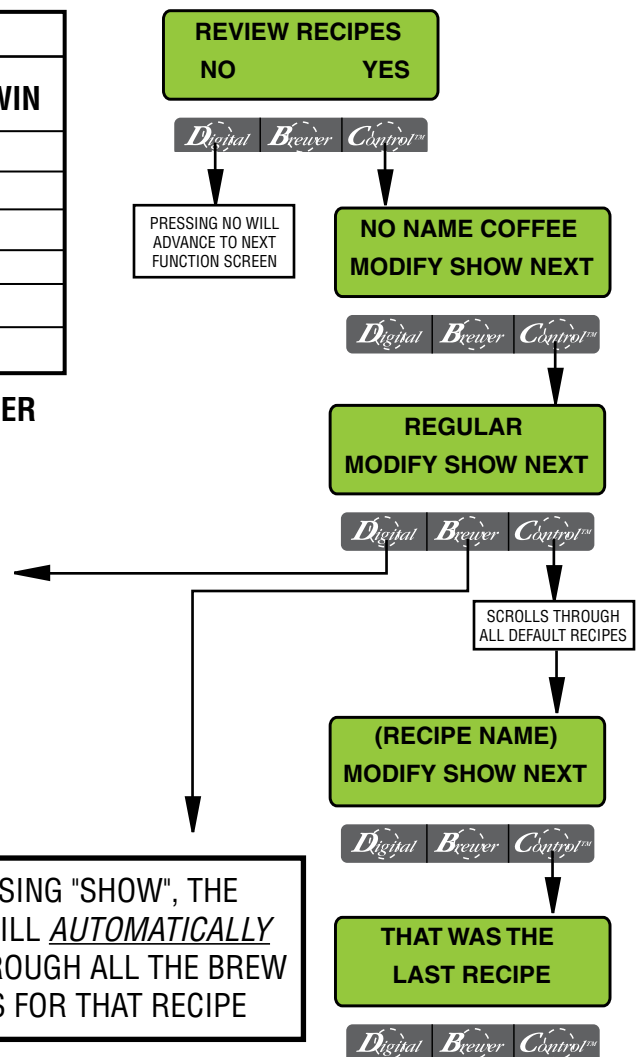 REVIEW RECIPES
NO YES
Digital Brewer Control™
PRESSING NO WILL
ADVANCE TO NEXT
FUNCTION SCREEN
NO NAME COFFEE
MODIFY SHOW NEXT
Digital Brewer Control™
ER
REGULAR
MODIFY SHOW NEXT
Digital Brewer Control™
SCROLLS THROUGH
ALL DEFAULT RECIPES
(RECIPE NAME)
MODIFY SHOW NEXT
Digital Brewer Control™
SING "SHOW", THE
ILL AUTOMATICALLY
ROUGH ALL THE BREW
S FOR THAT RECIPE
THAT WAS THE
LAST RECIPE
Digital Brewer Control™